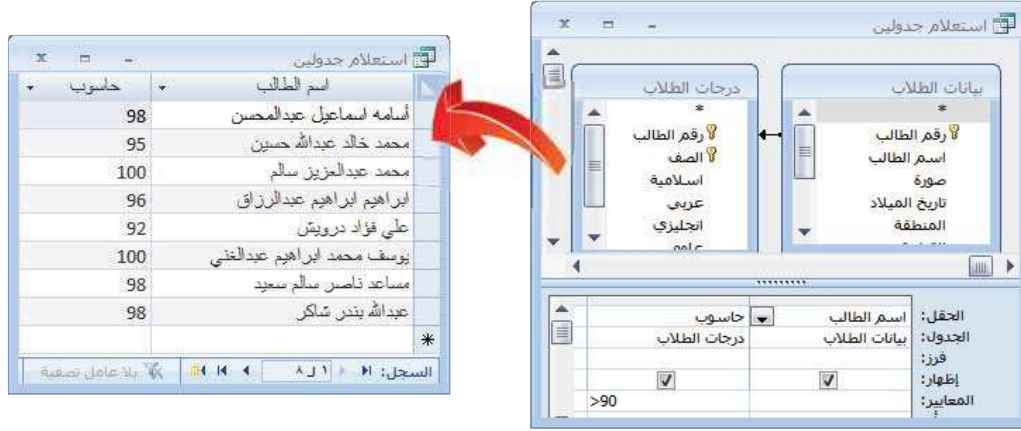 استعلام جدولين
بيانات الطلاب
*
رقم الطالب
اسم الطالب
صورة
تاريخ الميلاد
المنطقة
درجات الطلاب
*
رقم الطالب
الصف
اسلامية
عربي
انجليزي
علوم
الحقل: اسم الطالب حاسوب
الجدول: بيانات الطلاب درجات الطلاب
فرز:
إظهار:
المعايير: >90
استعلام جدولين
اسم الطالب حاسوب
أسامه اسماعيل عبدالمحسن 98
محمد خالد عبدالله حسين 95
محمد عبدالعزيز سالم 100
ابراهيم ابراهيم عبدالرزاق 96
علي فؤاد درويش 92
يوسف محمد ابراهيم عبدالغني 100
مساعد ناصر سالم سعيد 98
عبدالله بندر شاكر 98
*
السجل: ١ لـ ٨ بلا عامل تصفية